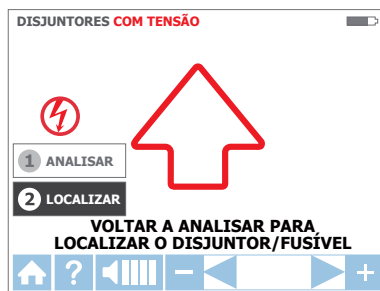 DISJUNTORES COM TENSÃO
1 ANALISAR
2 LOCALIZAR
VOLTAR A ANALISAR PARA
LOCALIZAR O DISJUNTOR/FUSÍVEL
? − +